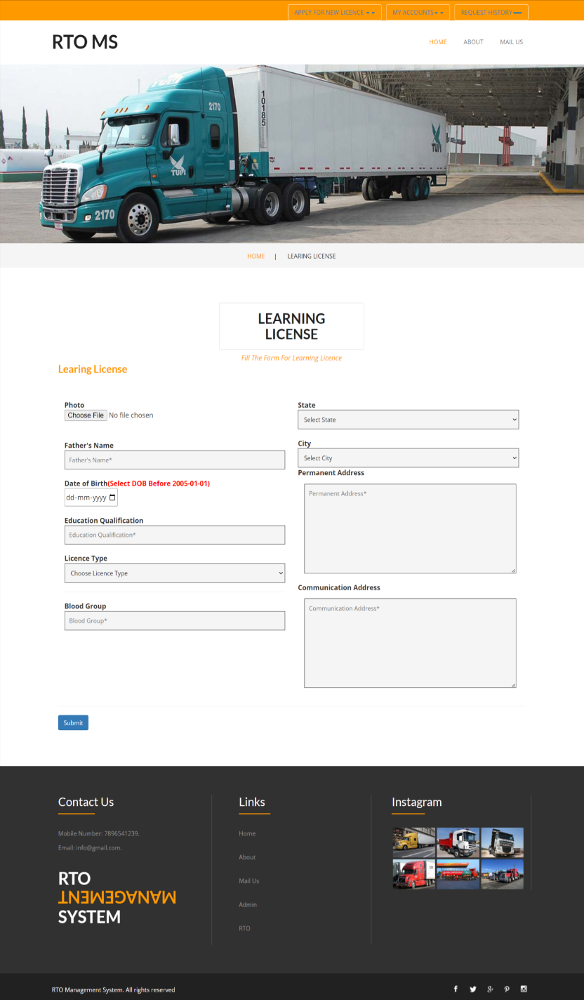 APPLY FOR NEW LICENCE
MY ACCOUNTS
REQUEST HISTORY
RTO MS
HOME
ABOUT
MAIL US
10185
2170
TUM
TUM
2170
HOME | LEARING LICENSE
LEARNING
LICENSE
Fill The Form For Learning Licence
Learing License
Photo
Choose File No file chosen
Father's Name
Father's Name*
Date of Birth(Select DOB Before 2005-01-01)
dd-mm-yyyy
Education Qualification
Education Qualification*
Licence Type
Choose Licence Type
Blood Group
Blood Group*
State
Select State
City
Select City
Permanent Address
Permanent Address*
Communication Address
Communication Address*
Submit
Contact Us
Mobile Number: 7896541239.
Email: info@gmail.com.
RTO
MANAGEMENT
SYSTEM
Links
Home
About
Mail Us
Admin
RTO
Instagram
RTO Management System. All rights reserved